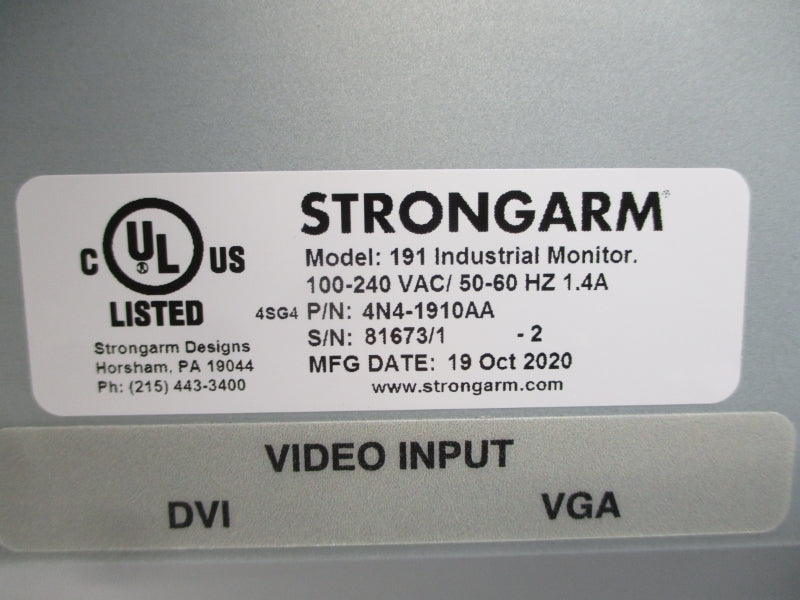 STRONGARM®
Model: 191 Industrial Monitor.
100-240 VAC/ 50-60 HZ 1.4A
4SG4 P/N: 4N4-1910AA
S/N: 81673/1 - 2
MFG DATE: 19 Oct 2020
www.strongarm.com
C UL® US
LISTED
Strongarm Designs
Horsham, PA 19044
Ph: (215) 443-3400
VIDEO INPUT
DVI VGA